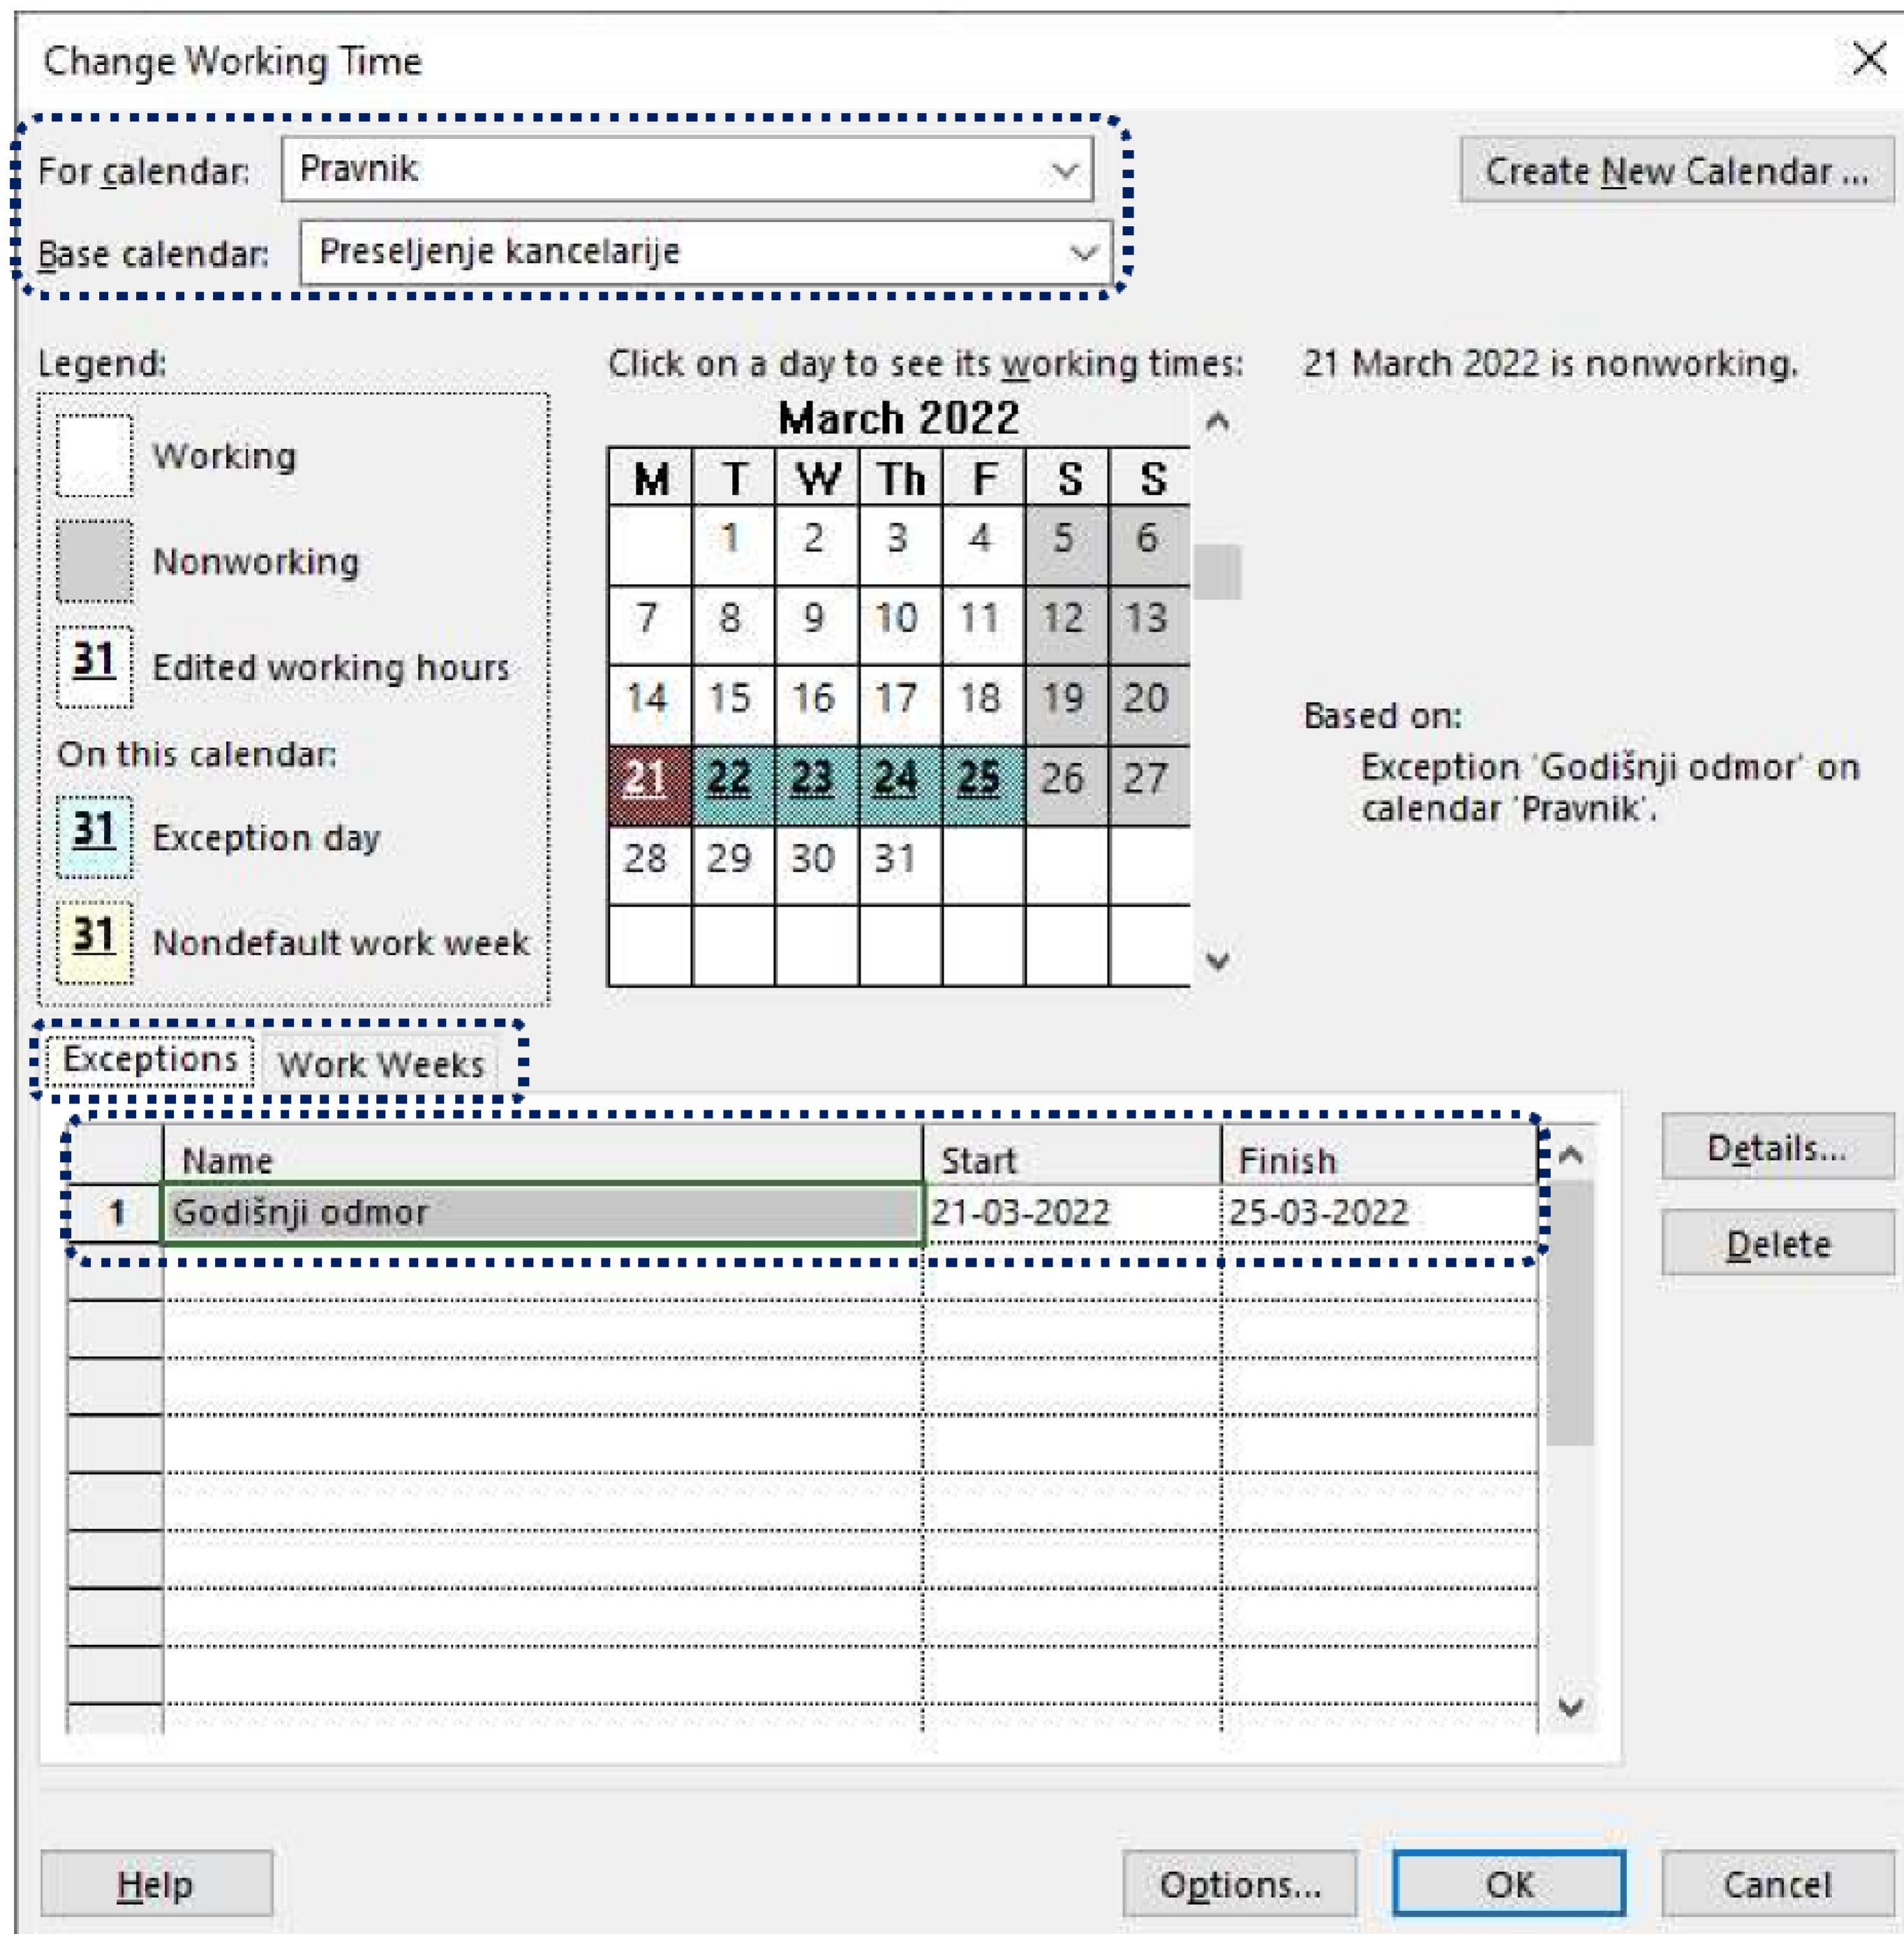 Change Working Time
For calendar: Pravnik
Create New Calendar ...
Base calendar: Preseljenje kancelarije
Legend:
Working
Nonworking
31 Edited working hours
On this calendar:
31 Exception day
31 Nondefault work week
Click on a day to see its working times:
March 2022
M T W Th F S S
1 2 3 4 5 6
7 8 9 10 11 12 13
14 15 16 17 18 19 20
21 22 23 24 25 26 27
28 29 30 31
21 March 2022 is nonworking.
Based on:
Exception 'Godišnji odmor' on
calendar 'Pravnik'.
Exceptions Work Weeks
Name Start Finish
1 Godišnji odmor 21-03-2022 25-03-2022
Details...
Delete
Help Options... OK Cancel